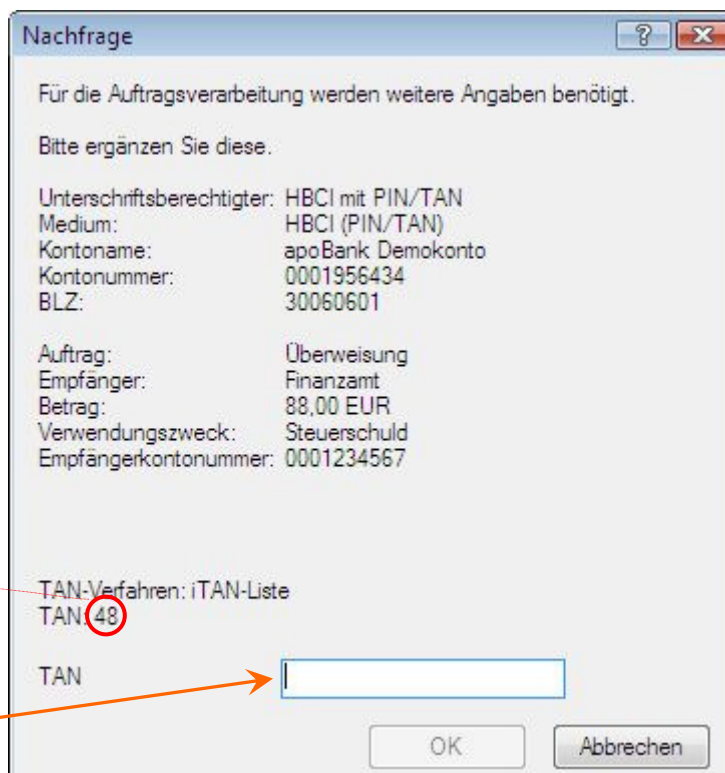 Nachfrage
Für die Auftragsverarbeitung werden weitere Angaben benötigt.
Bitte ergänzen Sie diese.
Unterschriftsberechtigter: HBCI mit PIN/TAN
Medium: HBCI (PIN/TAN)
Kontoname: apoBank Demokonto
Kontonummer: 0001956434
BLZ: 30060601
Auftrag: Überweisung
Empfänger: Finanzamt
Betrag: 88,00 EUR
Verwendungszweck: Steuerschuld
Empfängerkontonummer: 0001234567
TAN-Verfahren: iTAN-Liste
TAN: 48
TAN
OK Abbrechen